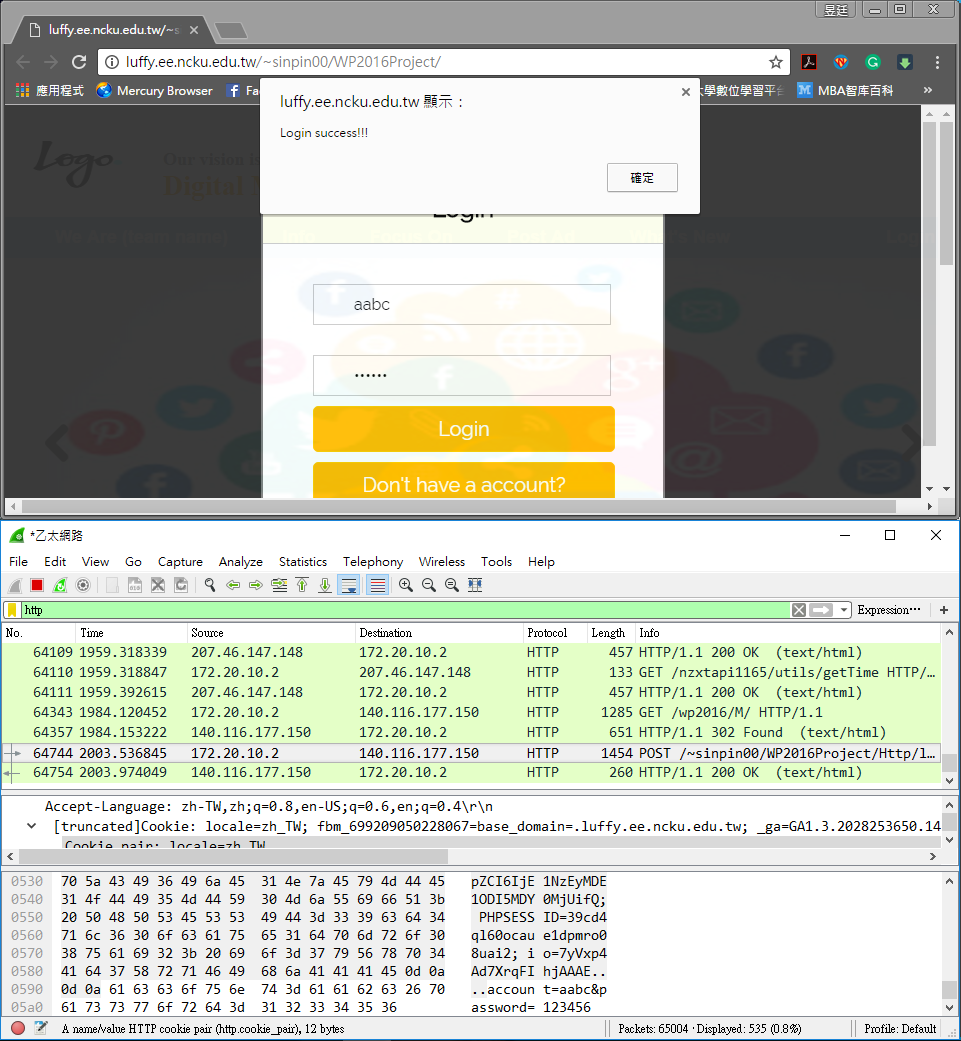 昱廷
luffy.ee.ncku.edu.tw/~s
luffy.ee.ncku.edu.tw/~sinpin00/WP2016Project/
應用程式 Mercury Browser Fa 大學數位學習平台 MBA智库百科 »
luffy.ee.ncku.edu.tw 顯示：
Login success!!!
確定
Logo
Our vision
Digital
Login
aabc
••••••
Login
Don't have a account?
*乙太網路
File Edit View Go Capture Analyze Statistics Telephony Wireless Tools Help
http Expression… +
No. Time Source Destination Protocol Length Info
64109 1959.318339 207.46.147.148 172.20.10.2 HTTP 457 HTTP/1.1 200 OK (text/html)
64110 1959.318847 172.20.10.2 207.46.147.148 HTTP 133 GET /nzxtapi1165/utils/getTime HTTP/…
64111 1959.392615 207.46.147.148 172.20.10.2 HTTP 457 HTTP/1.1 200 OK (text/html)
64343 1984.120452 172.20.10.2 140.116.177.150 HTTP 1285 GET /wp2016/M/ HTTP/1.1
64357 1984.153222 140.116.177.150 172.20.10.2 HTTP 651 HTTP/1.1 302 Found (text/html)
64744 2003.536845 172.20.10.2 140.116.177.150 HTTP 1454 POST /~sinpin00/WP2016Project/Http/l…
64754 2003.974049 140.116.177.150 172.20.10.2 HTTP 260 HTTP/1.1 200 OK (text/html)
Accept-Language: zh-TW,zh;q=0.8,en-US;q=0.6,en;q=0.4\r\n
[truncated]Cookie: locale=zh_TW; fbm_699209050228067=base_domain=.luffy.ee.ncku.edu.tw; _ga=GA1.3.2028253650.14
Cookie pair: locale=zh_TW
0530 70 5a 43 49 36 49 6a 45 31 4e 7a 45 79 4d 44 45 pZCI6IjE 1NzEyMDE
0540 31 4f 44 49 35 4d 44 59 30 4d 6a 55 69 66 51 3b 1ODI5MDY 0MjUifQ;
0550 20 50 48 50 53 45 53 53 49 44 3d 33 39 63 64 34 PHPSESS ID=39cd4
0560 71 6c 36 30 6f 63 61 75 65 31 64 70 6d 72 6f 30 ql60ocau e1dpmro0
0570 38 75 61 69 32 3b 20 69 6f 3d 37 79 56 78 70 34 8uai2; i o=7yVxp4
0580 41 64 37 58 72 71 46 49 68 6a 41 41 41 45 0d 0a Ad7XrqFI hjAAAE..
0590 0d 0a 61 63 63 6f 75 6e 74 3d 61 61 62 63 26 70 ..accoun t=aabc&p
05a0 61 73 73 77 6f 72 64 3d 31 32 33 34 35 36 assword= 123456
A name/value HTTP cookie pair (http.cookie_pair), 12 bytes Packets: 65004 · Displayed: 535 (0.8%) Profile: Default